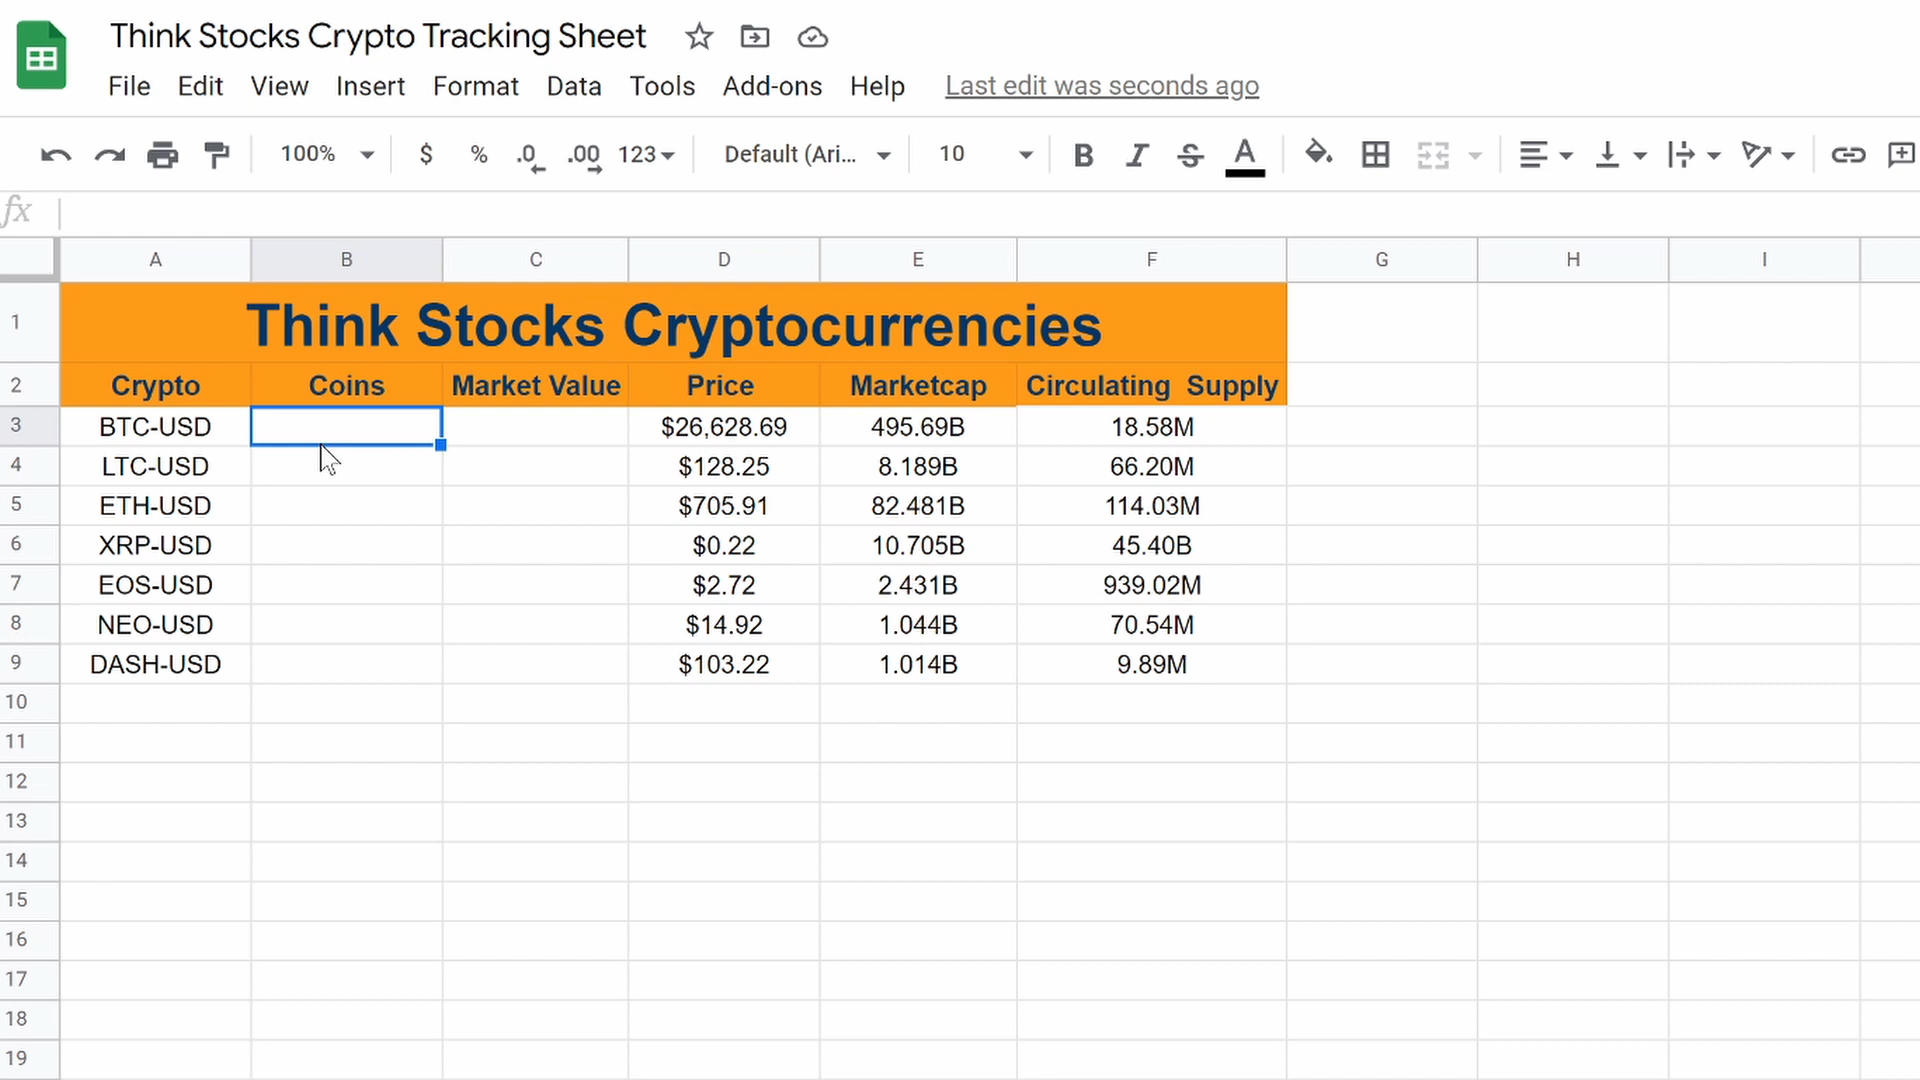 Think Stocks Crypto Tracking Sheet
File Edit View Insert Format Data Tools Add-ons Help Last edit was seconds ago
100% $ % .0 .00 123 Default (Ari... 10 B I S A
fx
A B C D E F G H I
1 Think Stocks Cryptocurrencies
2 Crypto Coins Market Value Price Marketcap Circulating Supply
3 BTC-USD $26,628.69 495.69B 18.58M
4 LTC-USD $128.25 8.189B 66.20M
5 ETH-USD $705.91 82.481B 114.03M
6 XRP-USD $0.22 10.705B 45.40B
7 EOS-USD $2.72 2.431B 939.02M
8 NEO-USD $14.92 1.044B 70.54M
9 DASH-USD $103.22 1.014B 9.89M
10
11
12
13
14
15
16
17
18
19